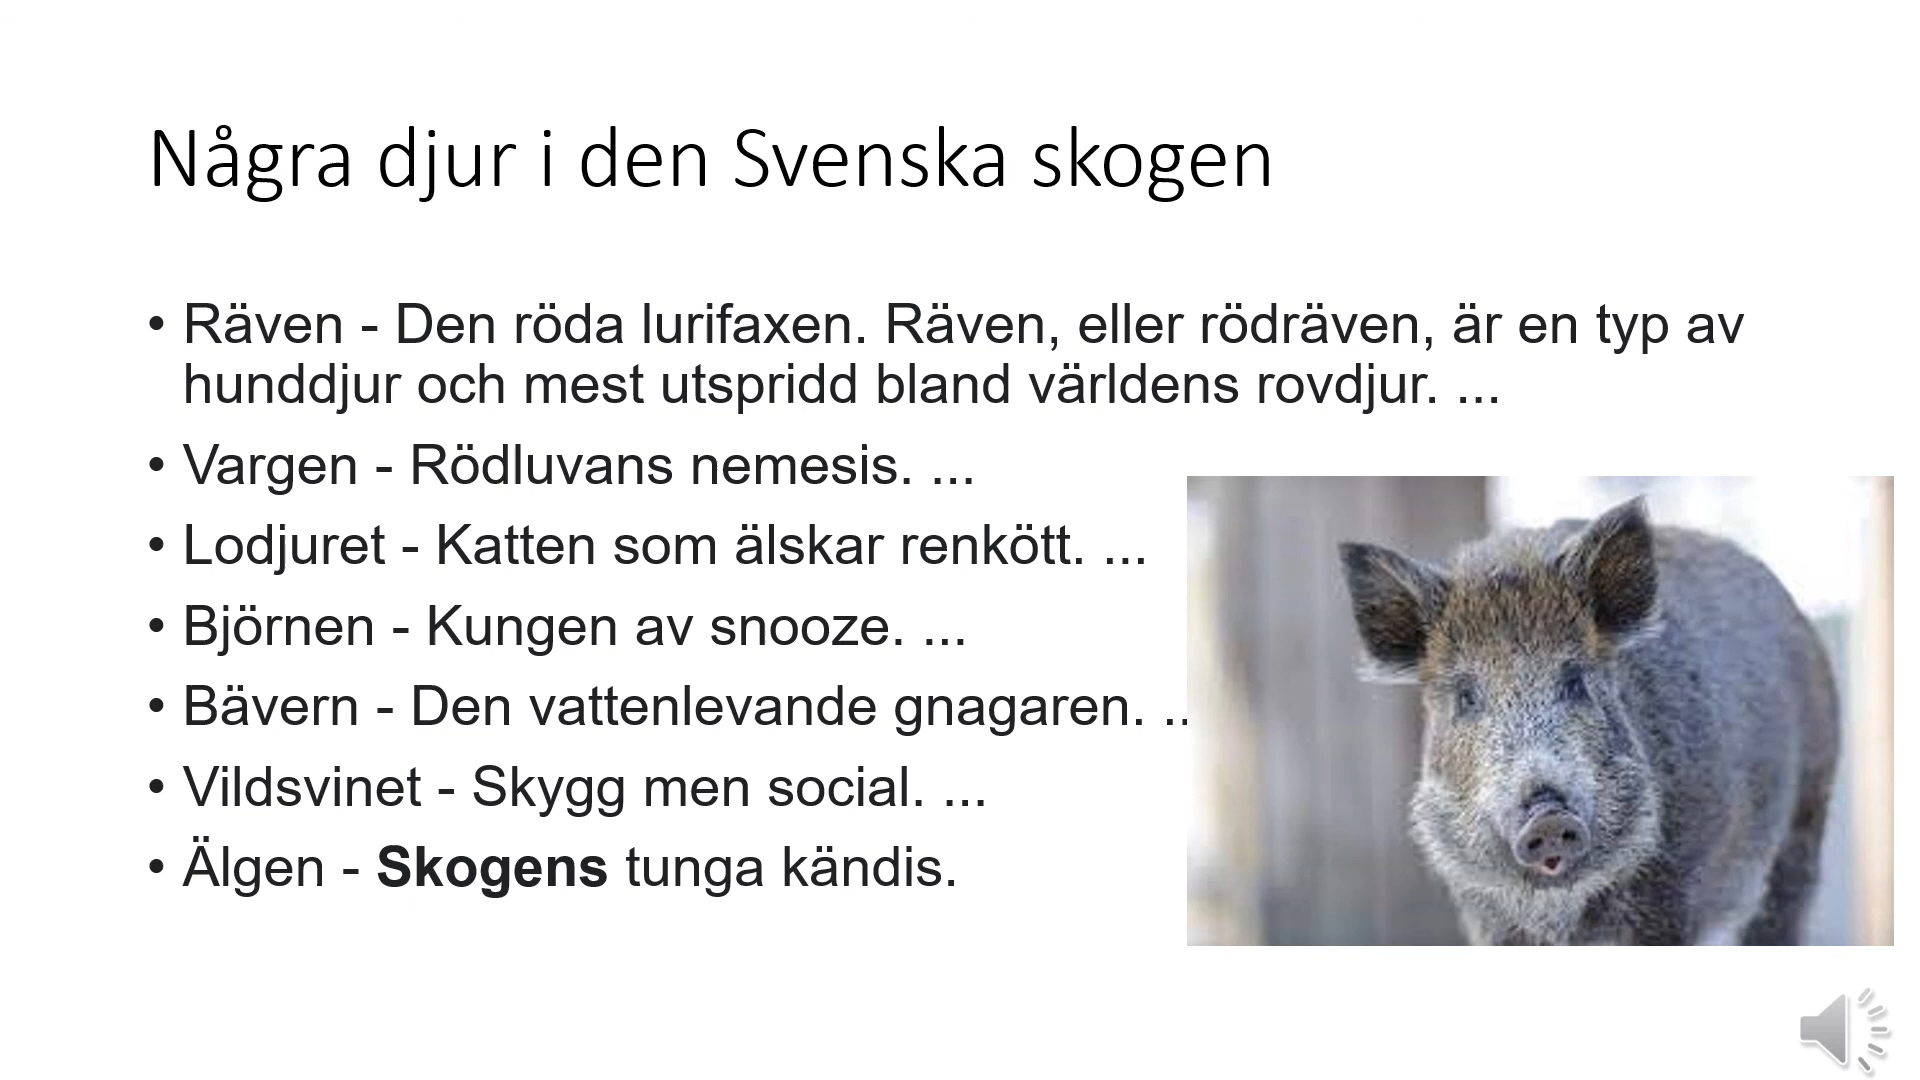 Några djur i den Svenska skogen
• Räven - Den röda lurifaxen. Räven, eller rödräven, är en typ av
hunddjur och mest utspridd bland världens rovdjur. ...
• Vargen - Rödluvans nemesis. ...
• Lodjuret - Katten som älskar renkött. ...
• Björnen - Kungen av snooze. ...
• Bävern - Den vattenlevande gnagaren. ..
• Vildsvinet - Skygg men social. ...
• Älgen - Skogens tunga kändis.